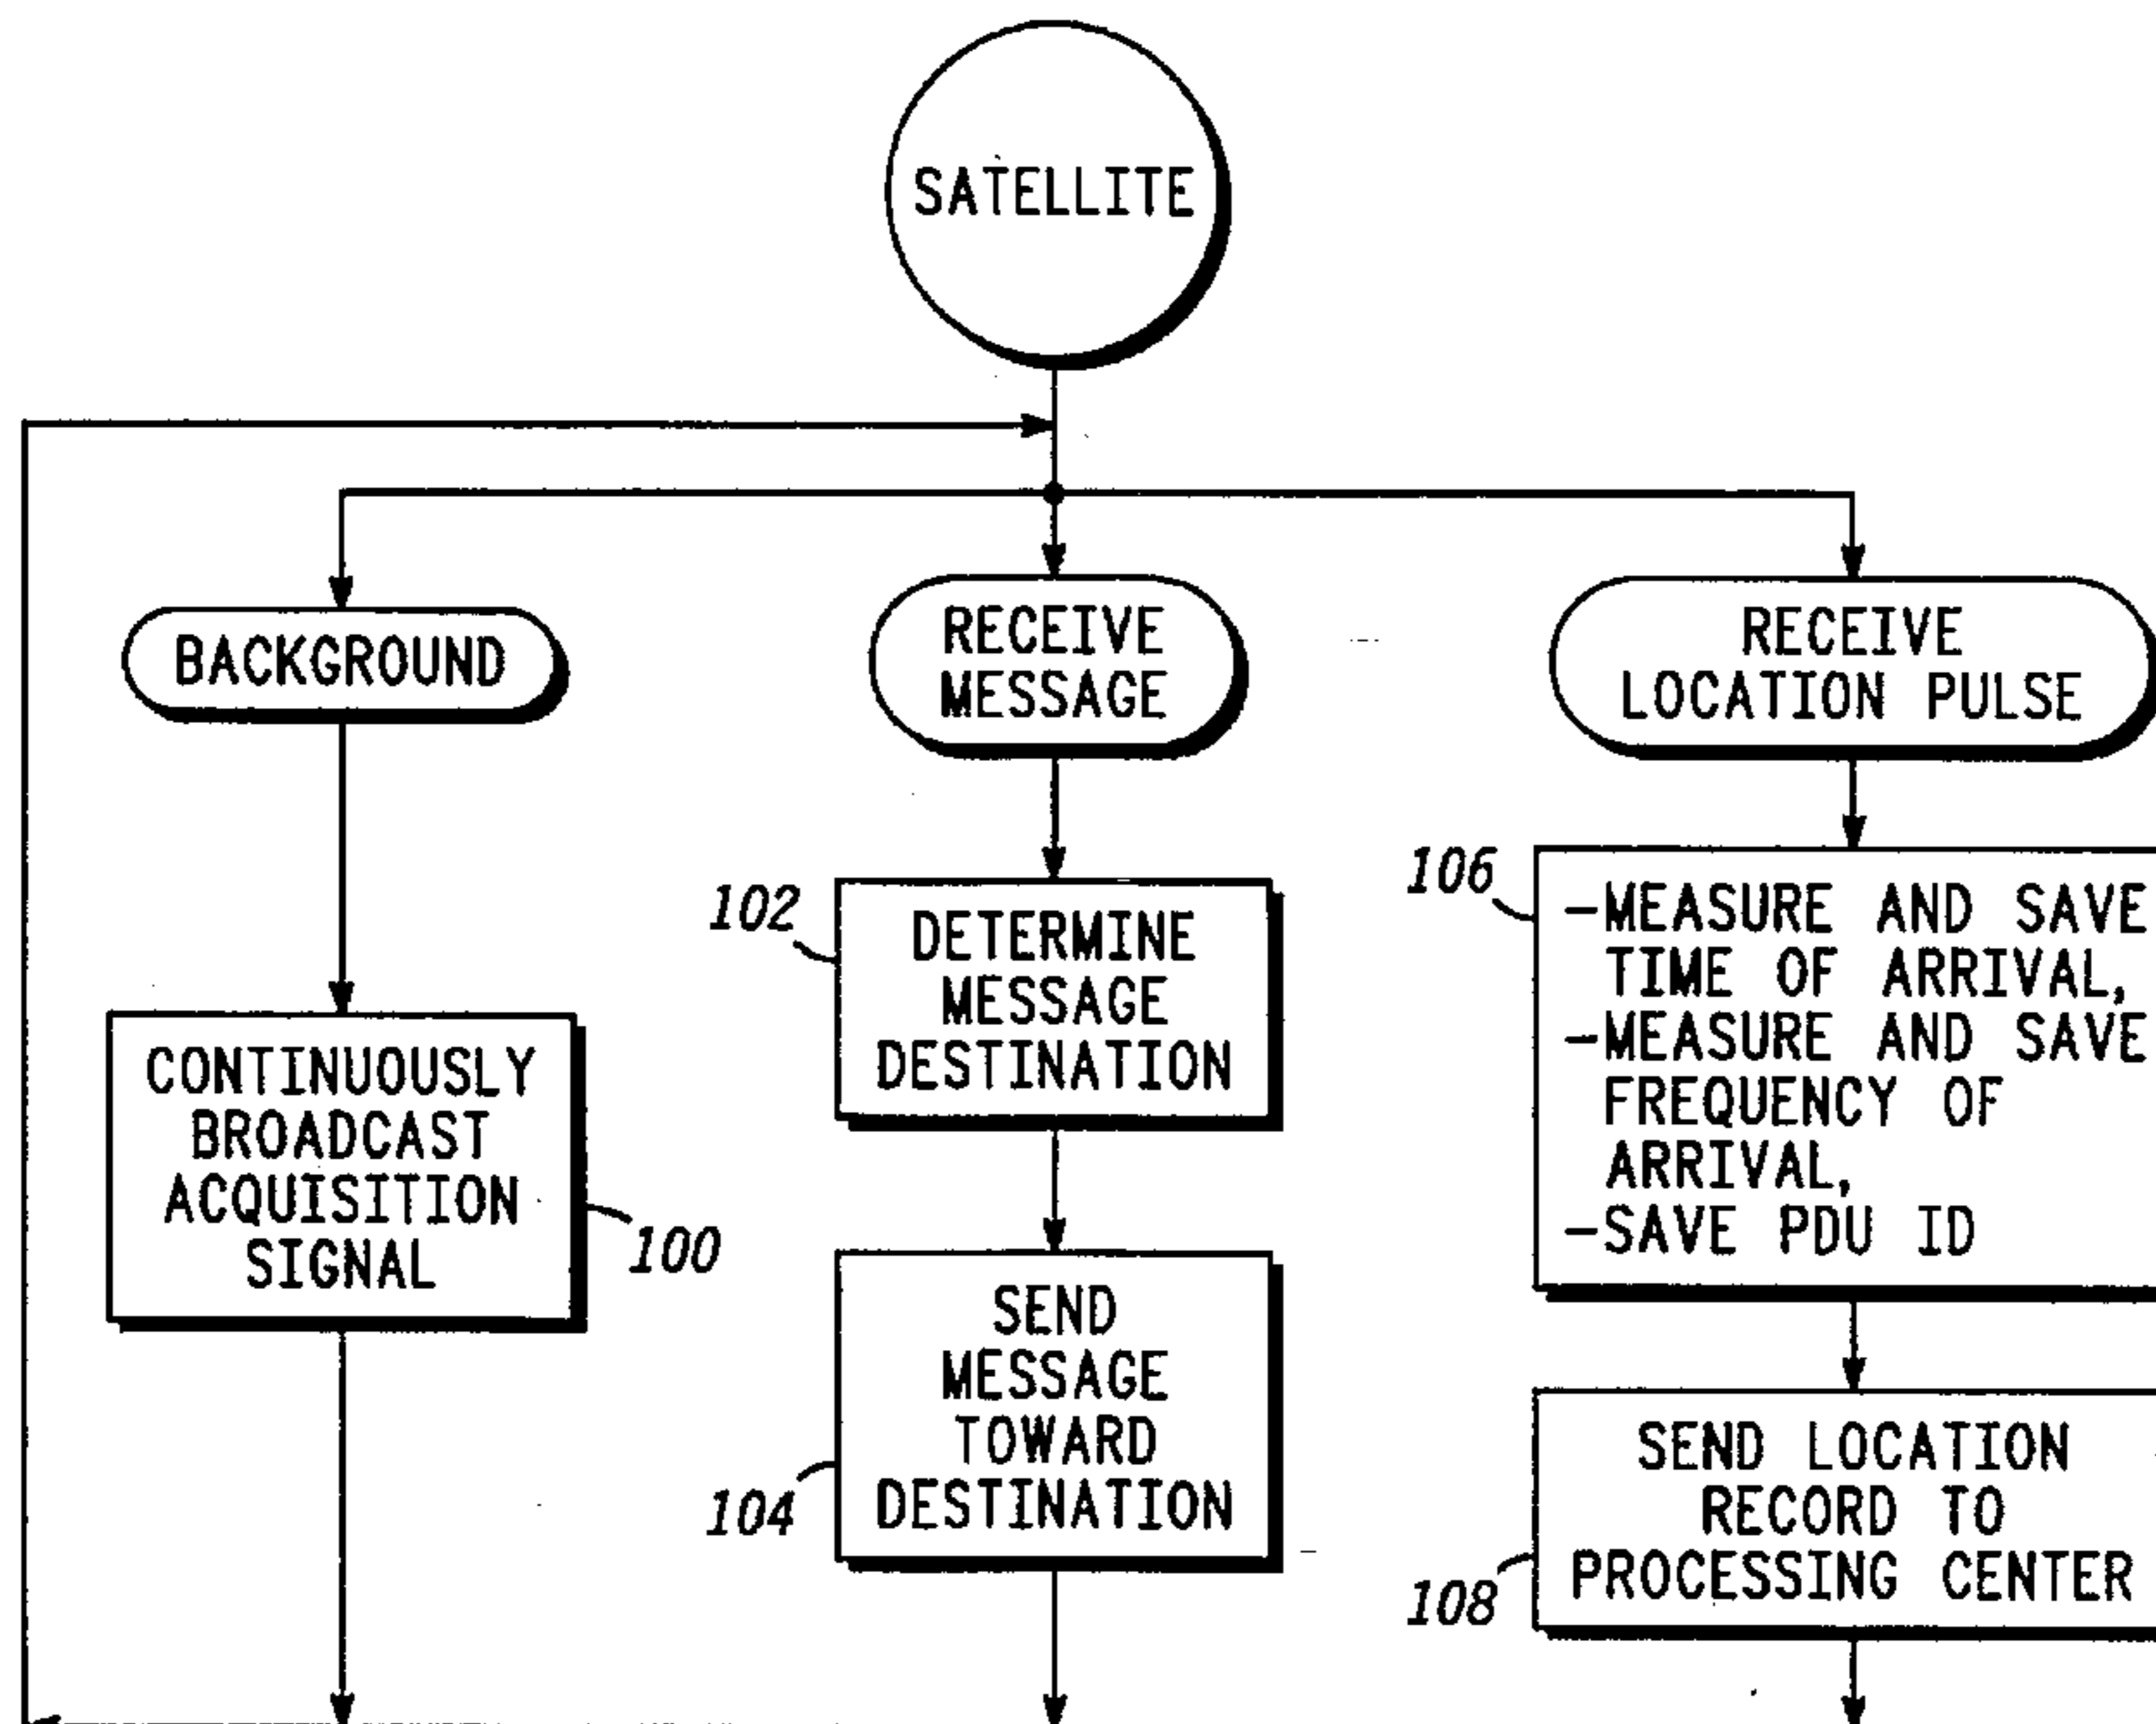 SATELLITE
BACKGROUND
RECEIVE
MESSAGE
RECEIVE
LOCATION PULSE
102
DETERMINE
MESSAGE
DESTINATION
106
-MEASURE AND SAVE
TIME OF ARRIVAL,
-MEASURE AND SAVE
FREQUENCY OF
ARRIVAL,
-SAVE PDU ID
CONTINUOUSLY
BROADCAST
ACQUISITION
SIGNAL
100
SEND
MESSAGE
TOWARD
DESTINATION
104
SEND LOCATION
RECORD TO
PROCESSING CENTER
108